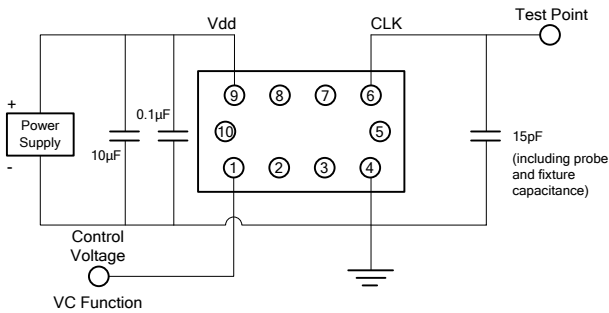 Test Point
Vdd
CLK
9
8
7
6
+
Power
Supply
-
10µF
0.1µF
10
5
15pF
(including probe
and fixture
capacitance)
1
2
3
4
Control
Voltage
VC Function